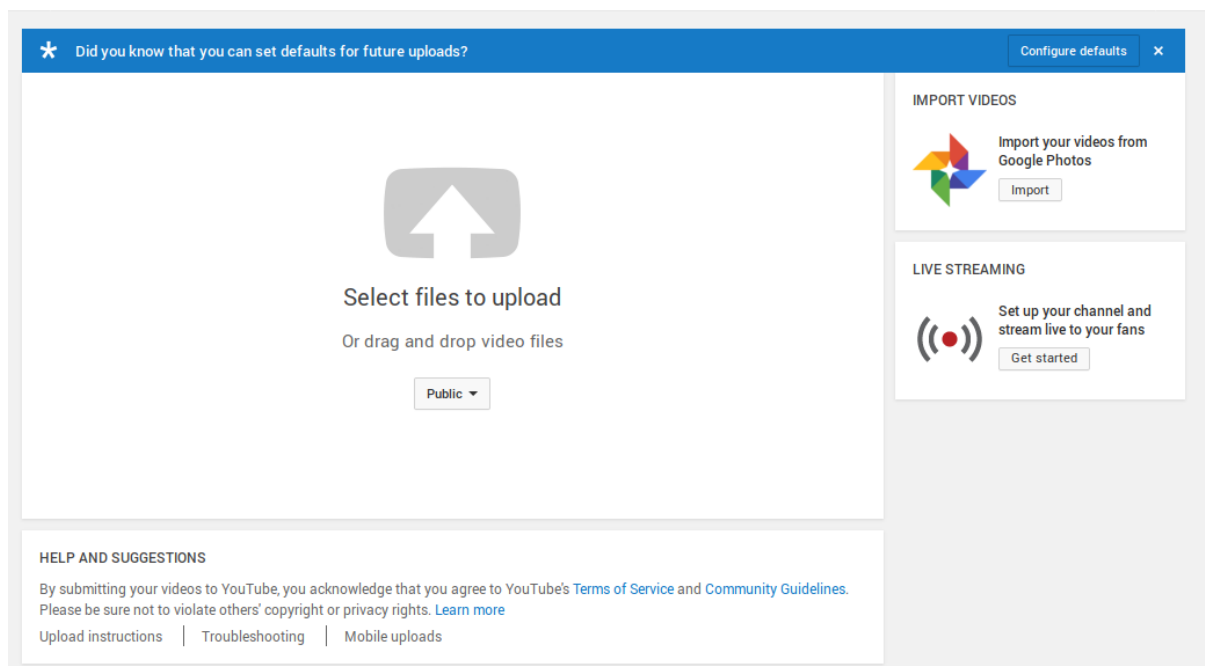 Did you know that you can set defaults for future uploads?
Configure defaults
×
Select files to upload
Or drag and drop video files
Public
IMPORT VIDEOS
Import your videos from
Google Photos
Import
LIVE STREAMING
Set up your channel and
stream live to your fans
Get started
HELP AND SUGGESTIONS
By submitting your videos to YouTube, you acknowledge that you agree to YouTube's Terms of Service and Community Guidelines.
Please be sure not to violate others' copyright or privacy rights. Learn more
Upload instructions | Troubleshooting | Mobile uploads